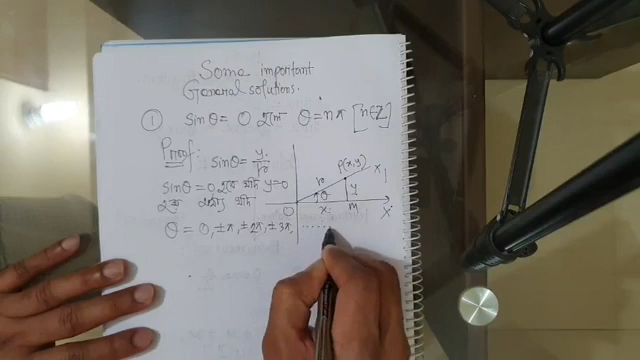 Some important
General solutions.
① sinθ = 0 হলে θ = nπ [n∈Z]
Proof: sinθ = y/r
sinθ = 0 হবে যদি y=0
হয় অর্থাৎ যদি
θ = 0, ±π, ±2π, ±3π, ......
P(x,y)
X₁
r
y
θ
O x M X